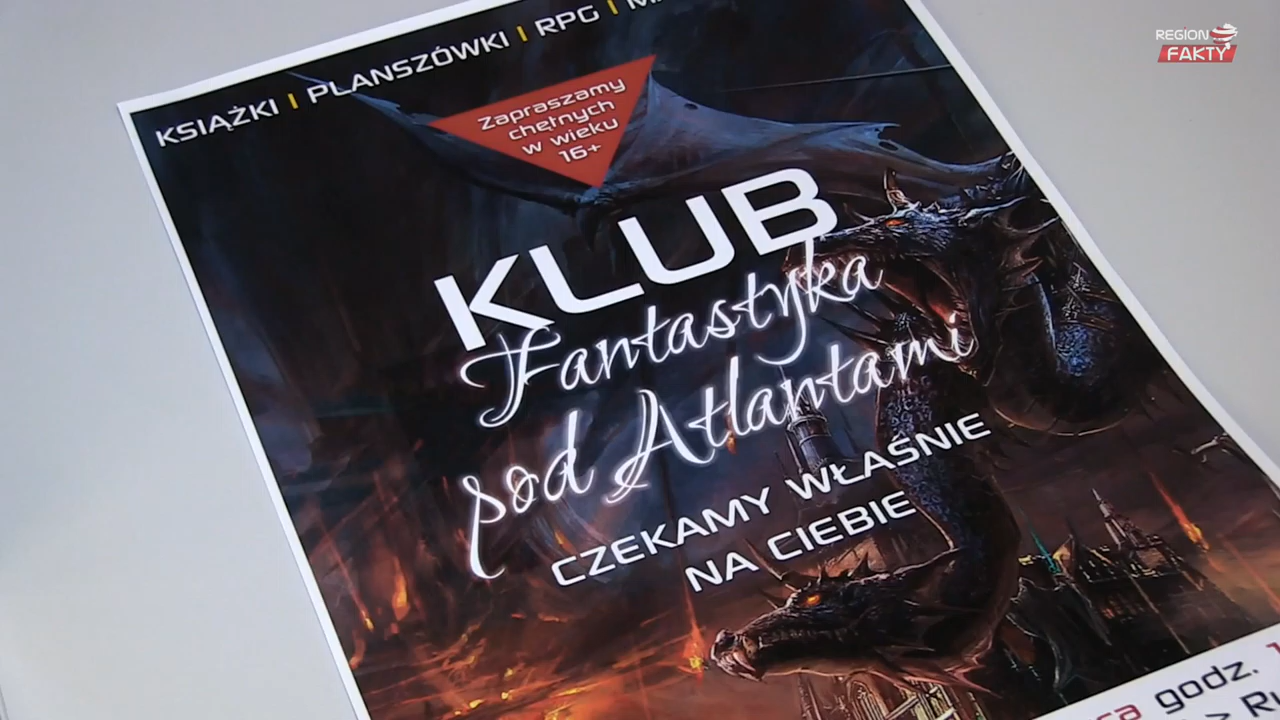 KSIĄŻKI | PLANSZÓWKI | RPG |
Zapraszamy
chętnych
w wieku
16+
KLUB
Fantastyka
pod Atlantami
CZEKAMY WŁAŚNIE
NA CIEBIE
godz.
REGION
FAKTY